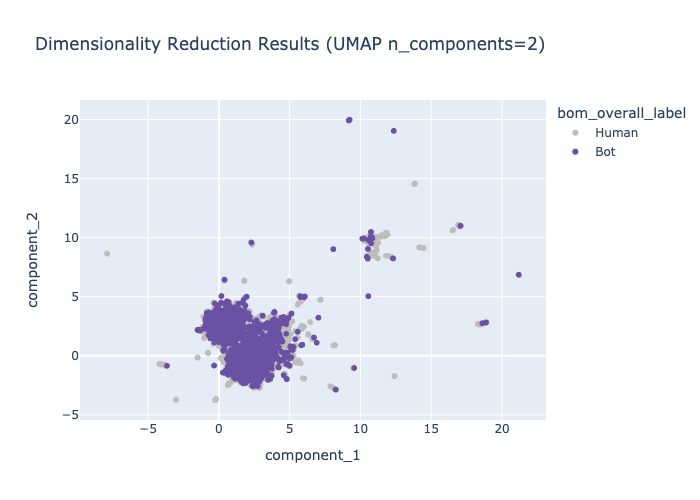 Dimensionality Reduction Results (UMAP n_components=2)
bom_overall_label
Human
Bot
20
15
10
5
0
−5
component_2
−5
0
5
10
15
20
component_1